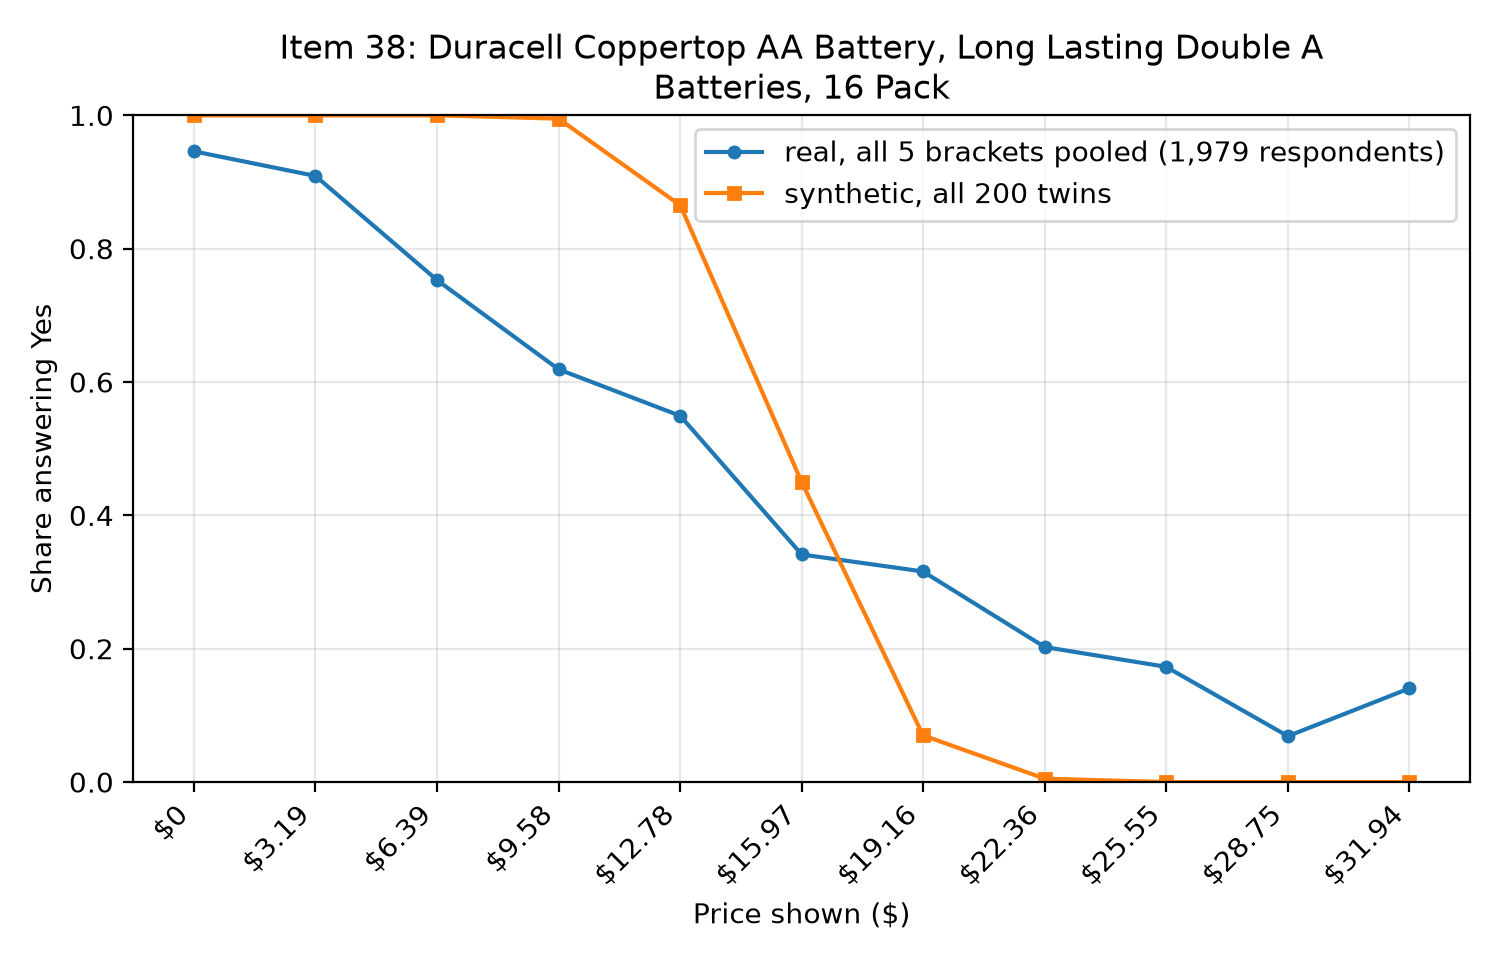 Item 38: Duracell Coppertop AA Battery, Long Lasting Double A
Batteries, 16 Pack
real, all 5 brackets pooled (1,979 respondents)
synthetic, all 200 twins
Share answering Yes
1.0
0.8
0.6
0.4
0.2
0.0
$0
$3.19
$6.39
$9.58
$12.78
$15.97
$19.16
$22.36
$25.55
$28.75
$31.94
Price shown ($)